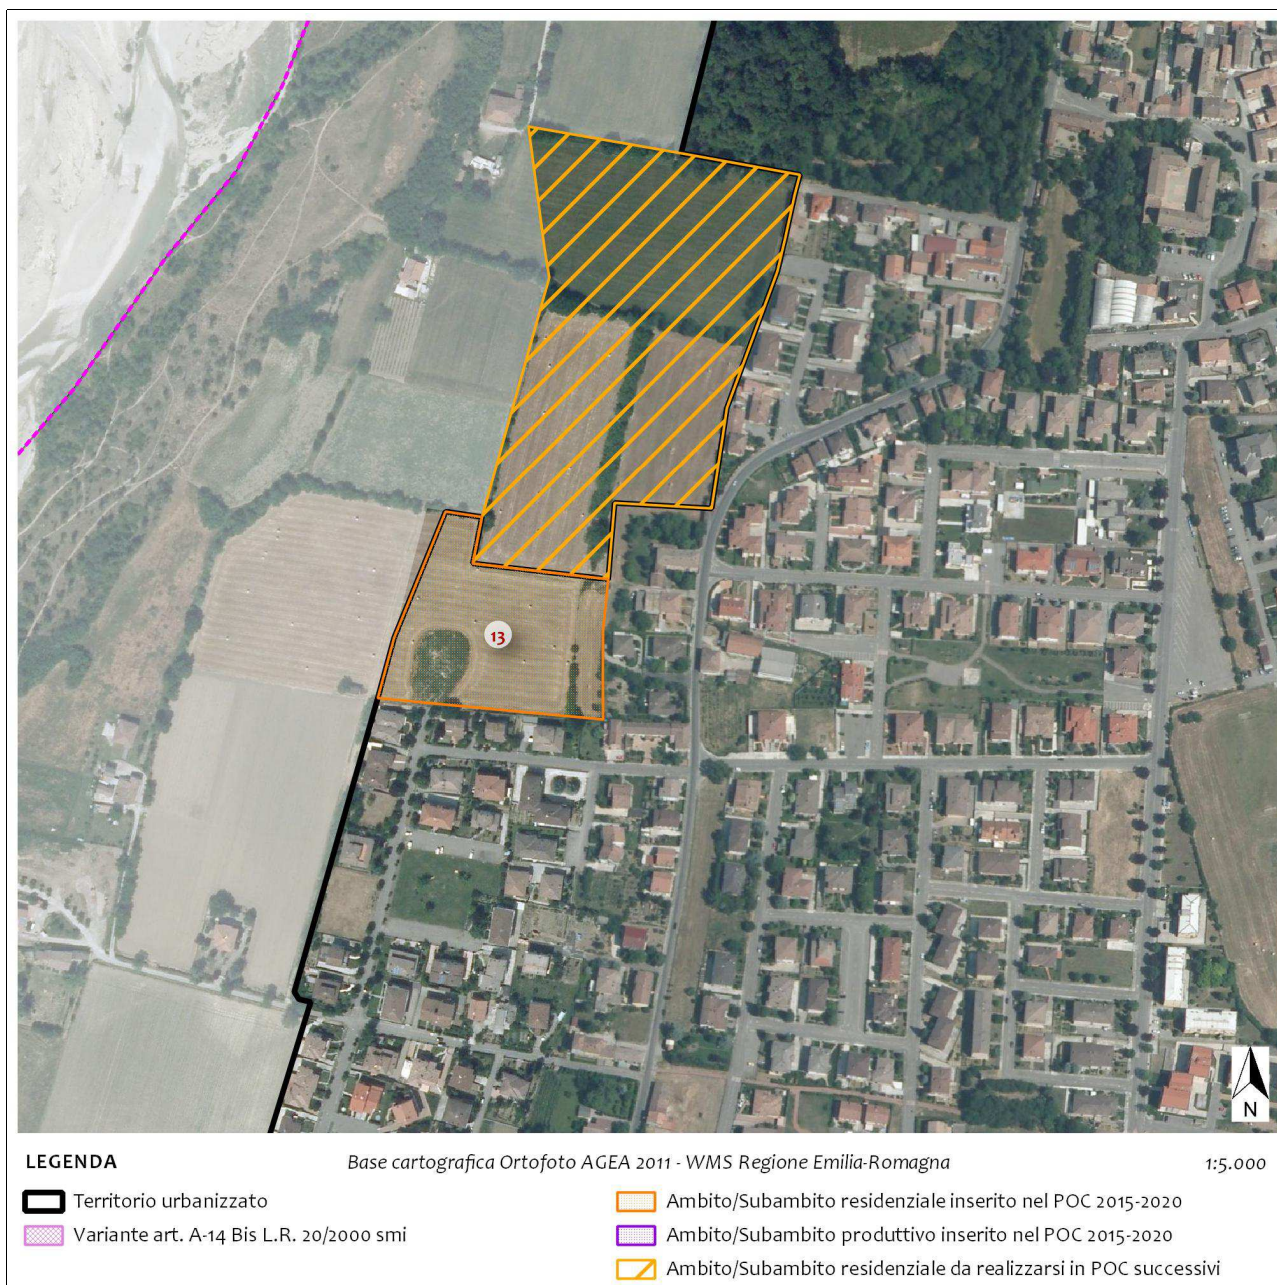 13
N
LEGENDA
Base cartografica Ortofoto AGEA 2011 - WMS Regione Emilia-Romagna
1:5.000
Territorio urbanizzato
Variante art. A-14 Bis L.R. 20/2000 smi
Ambito/Subambito residenziale inserito nel POC 2015-2020
Ambito/Subambito produttivo inserito nel POC 2015-2020
Ambito/Subambito residenziale da realizzarsi in POC successivi